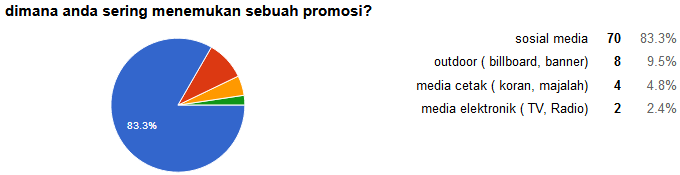 dimana anda sering menemukan sebuah promosi?
sosial media 70 83.3%
outdoor ( billboard, banner) 8 9.5%
media cetak ( koran, majalah) 4 4.8%
media elektronik ( TV, Radio) 2 2.4%
83.3%